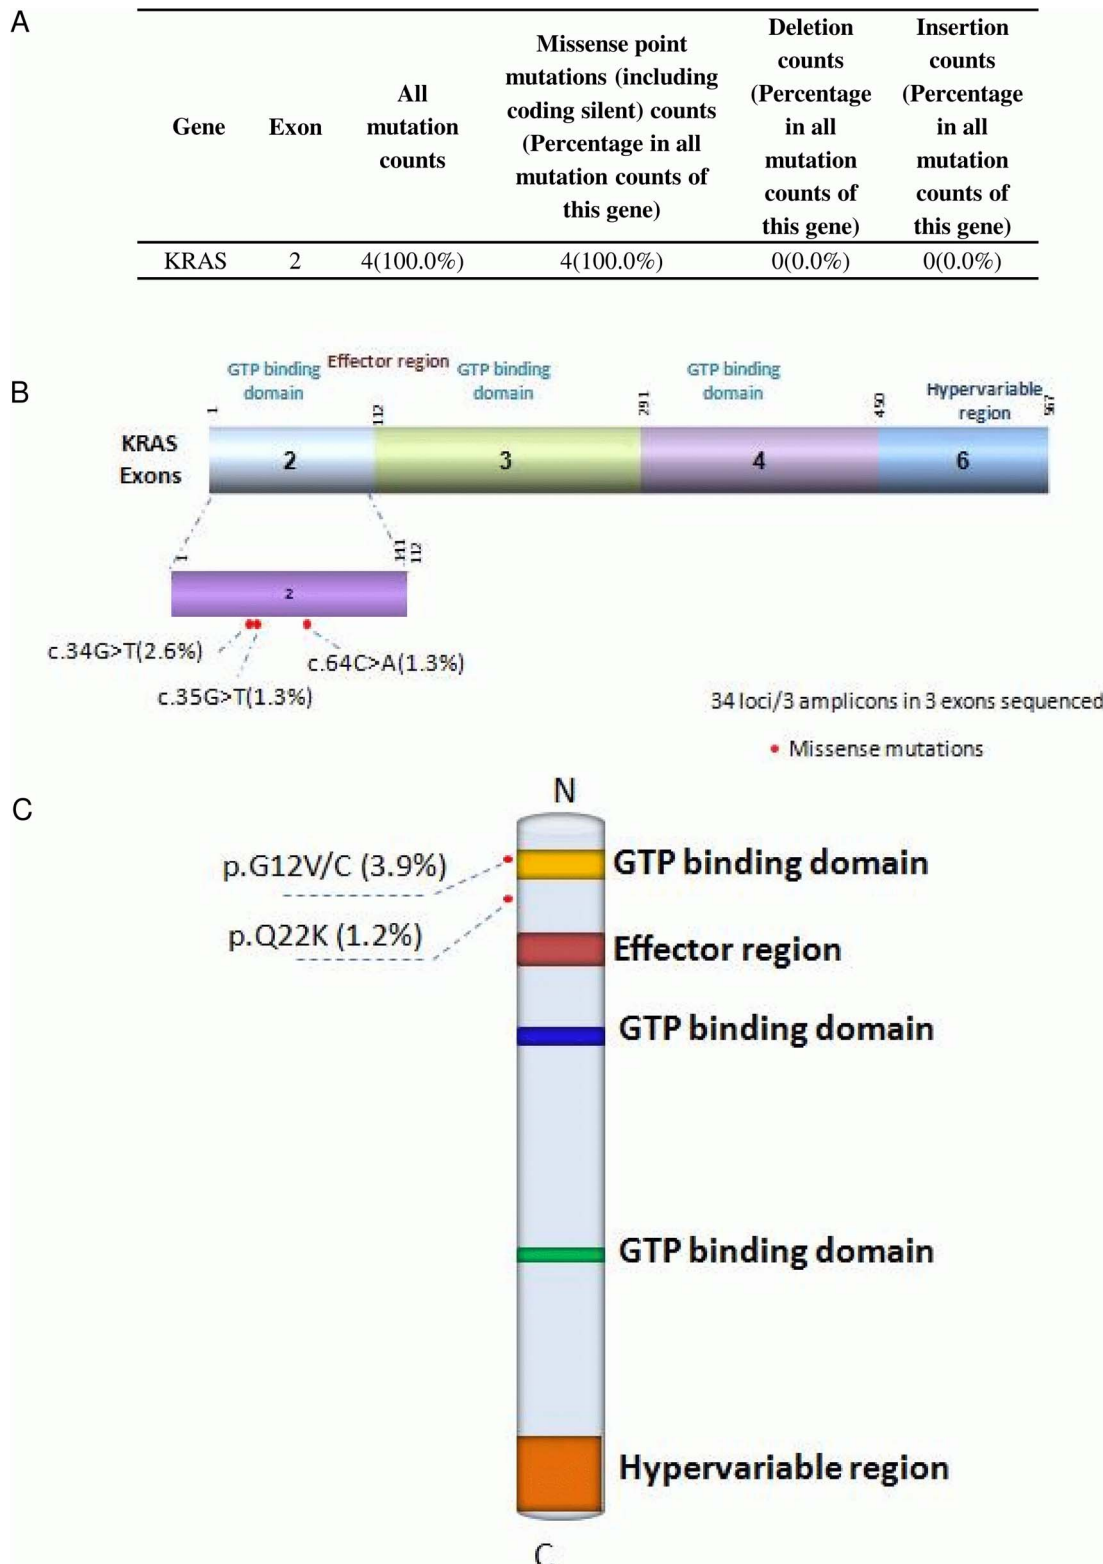 A
Gene
Exon
All
mutation
counts
Missense point
mutations (including
coding silent) counts
(Percentage in all
mutation counts of
this gene)
Deletion
counts
(Percentage
in all
mutation
counts of
this gene)
Insertion
counts
(Percentage
in all
mutation
counts of
this gene)
KRAS 2 4(100.0%) 4(100.0%) 0(0.0%) 0(0.0%)
B
GTP binding
domain
Effector region
GTP binding
domain
GTP binding
domain
Hypervariable
region
1
112
291
450
567
KRAS
Exons
2
3
4
6
1
111
112
2
c.34G>T(2.6%)
c.35G>T(1.3%)
c.64C>A(1.3%)
34 loci/3 amplicons in 3 exons sequenced
Missense mutations
C
N
p.G12V/C (3.9%)
GTP binding domain
p.Q22K (1.2%)
Effector region
GTP binding domain
GTP binding domain
Hypervariable region
C